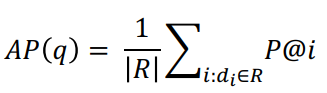 AP(q) = 1/|R| ∑_{i:d_i∈R} P@i